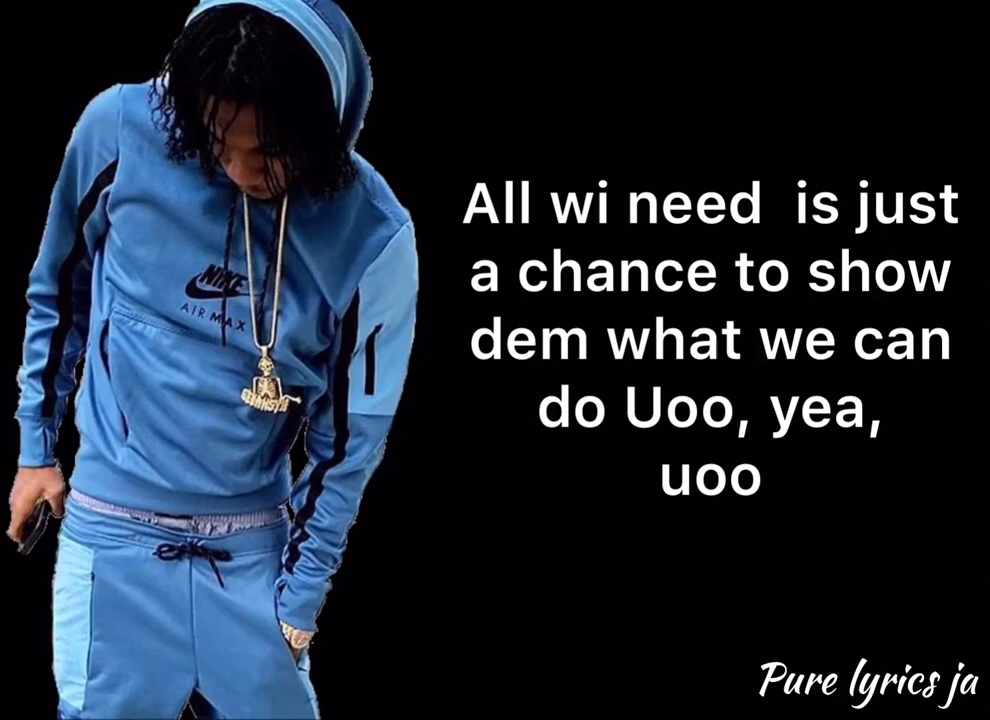 NIKE
AIR MAX
All wi need is just
a chance to show
dem what we can
do Uoo, yea,
uoo
Pure lyrics ja